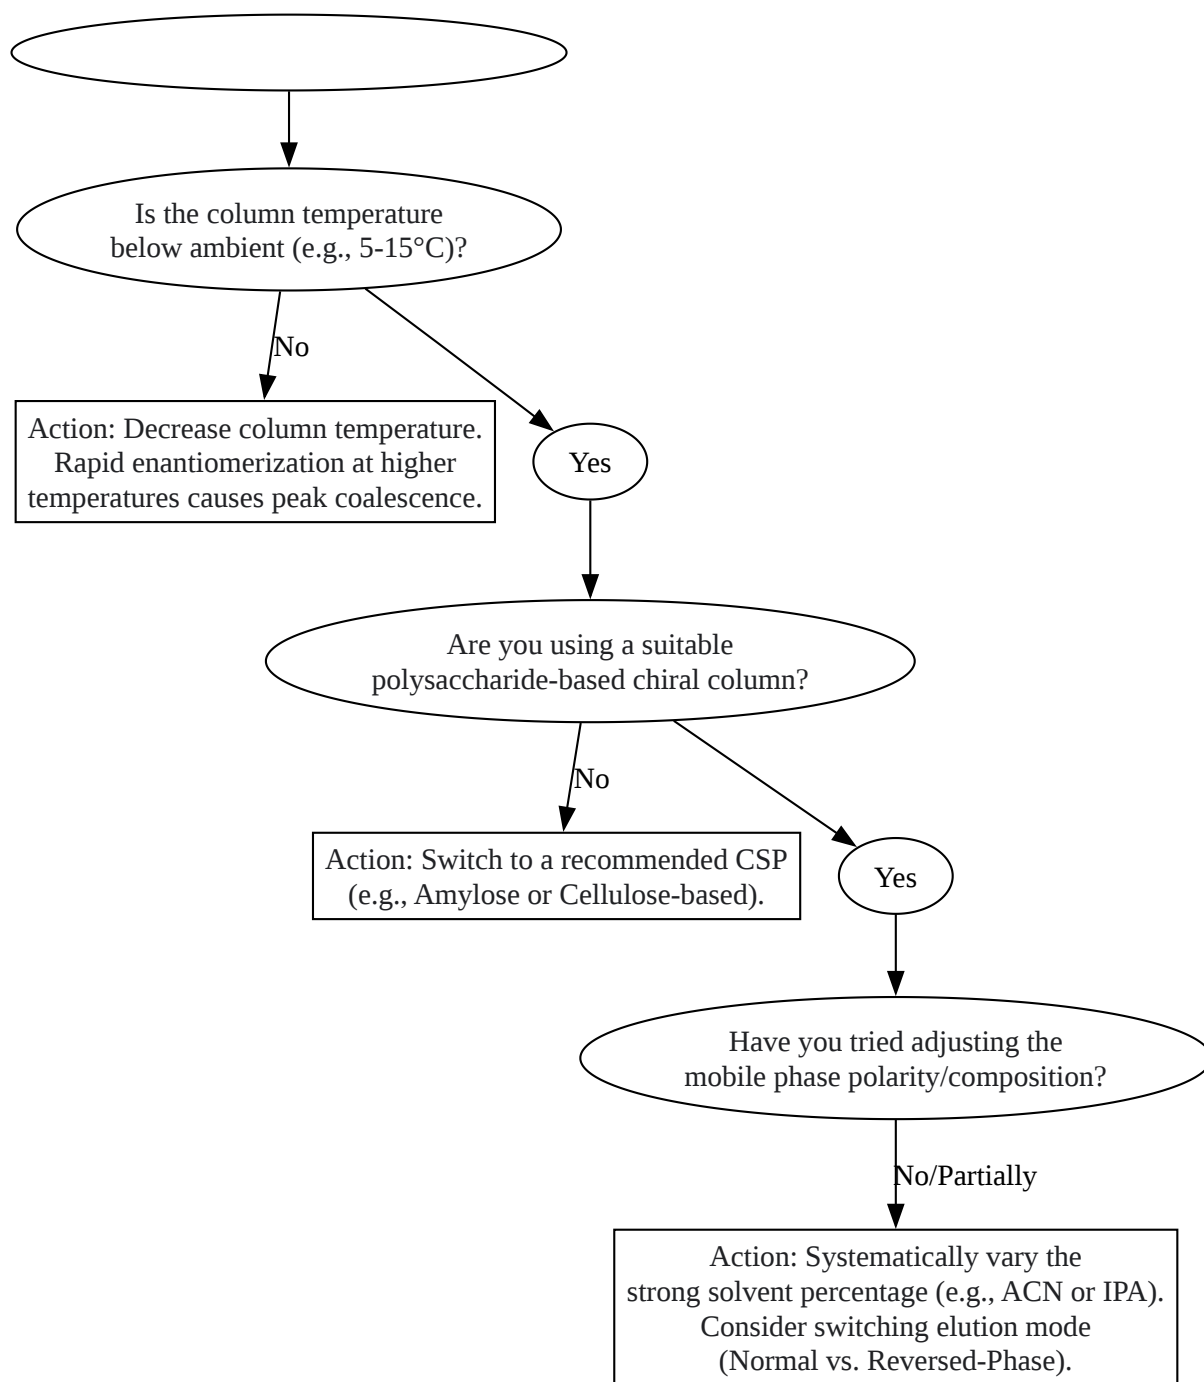 Is the column temperature
below ambient (e.g., 5-15°C)?
No
Action: Decrease column temperature.
Rapid enantiomerization at higher
temperatures causes peak coalescence.
Yes
Are you using a suitable
polysaccharide-based chiral column?
No
Action: Switch to a recommended CSP
(e.g., Amylose or Cellulose-based).
Yes
Have you tried adjusting the
mobile phase polarity/composition?
No/Partially
Action: Systematically vary the
strong solvent percentage (e.g., ACN or IPA).
Consider switching elution mode
(Normal vs. Reversed-Phase).